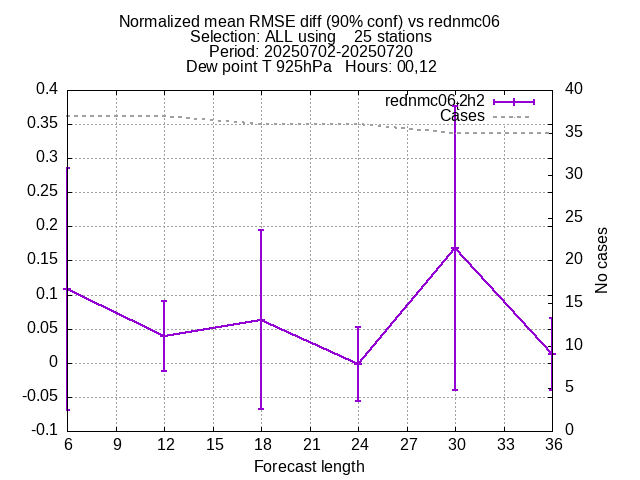 Normalized mean RMSE diff (90% conf) vs rednmc06
Selection: ALL using    25 stations
Period: 20250702-20250720
Dew point T 925hPa   Hours: 00,12
rednmc06,2h2
Cases
0.4
0.35
0.3
0.25
0.2
0.15
0.1
0.05
0
-0.05
-0.1
40
35
30
25
20
15
10
5
0
No cases
6 9 12 15 18 21 24 27 30 33 36
Forecast length